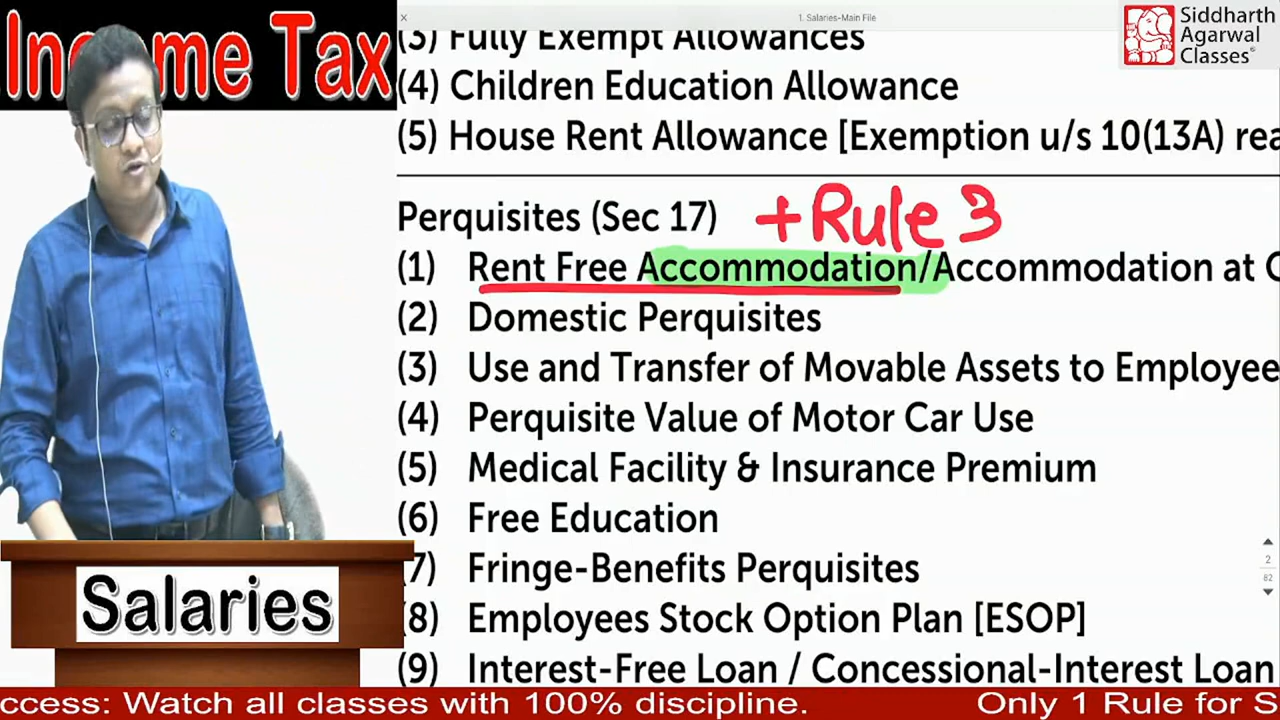 Income Tax
1. Salaries-Main File
Siddharth
Agarwal
Classes®
(3) Fully Exempt Allowances
(4) Children Education Allowance
(5) House Rent Allowance [Exemption u/s 10(13A) rea
Perquisites (Sec 17) +Rule 3
(1) Rent Free Accommodation/Accommodation at C
(2) Domestic Perquisites
(3) Use and Transfer of Movable Assets to Employee
(4) Perquisite Value of Motor Car Use
(5) Medical Facility & Insurance Premium
(6) Free Education
7) Fringe-Benefits Perquisites
(8) Employees Stock Option Plan [ESOP]
(9) Interest-Free Loan / Concessional-Interest Loan
2
82
Salaries
ccess: Watch all classes with 100% discipline. Only 1 Rule for S